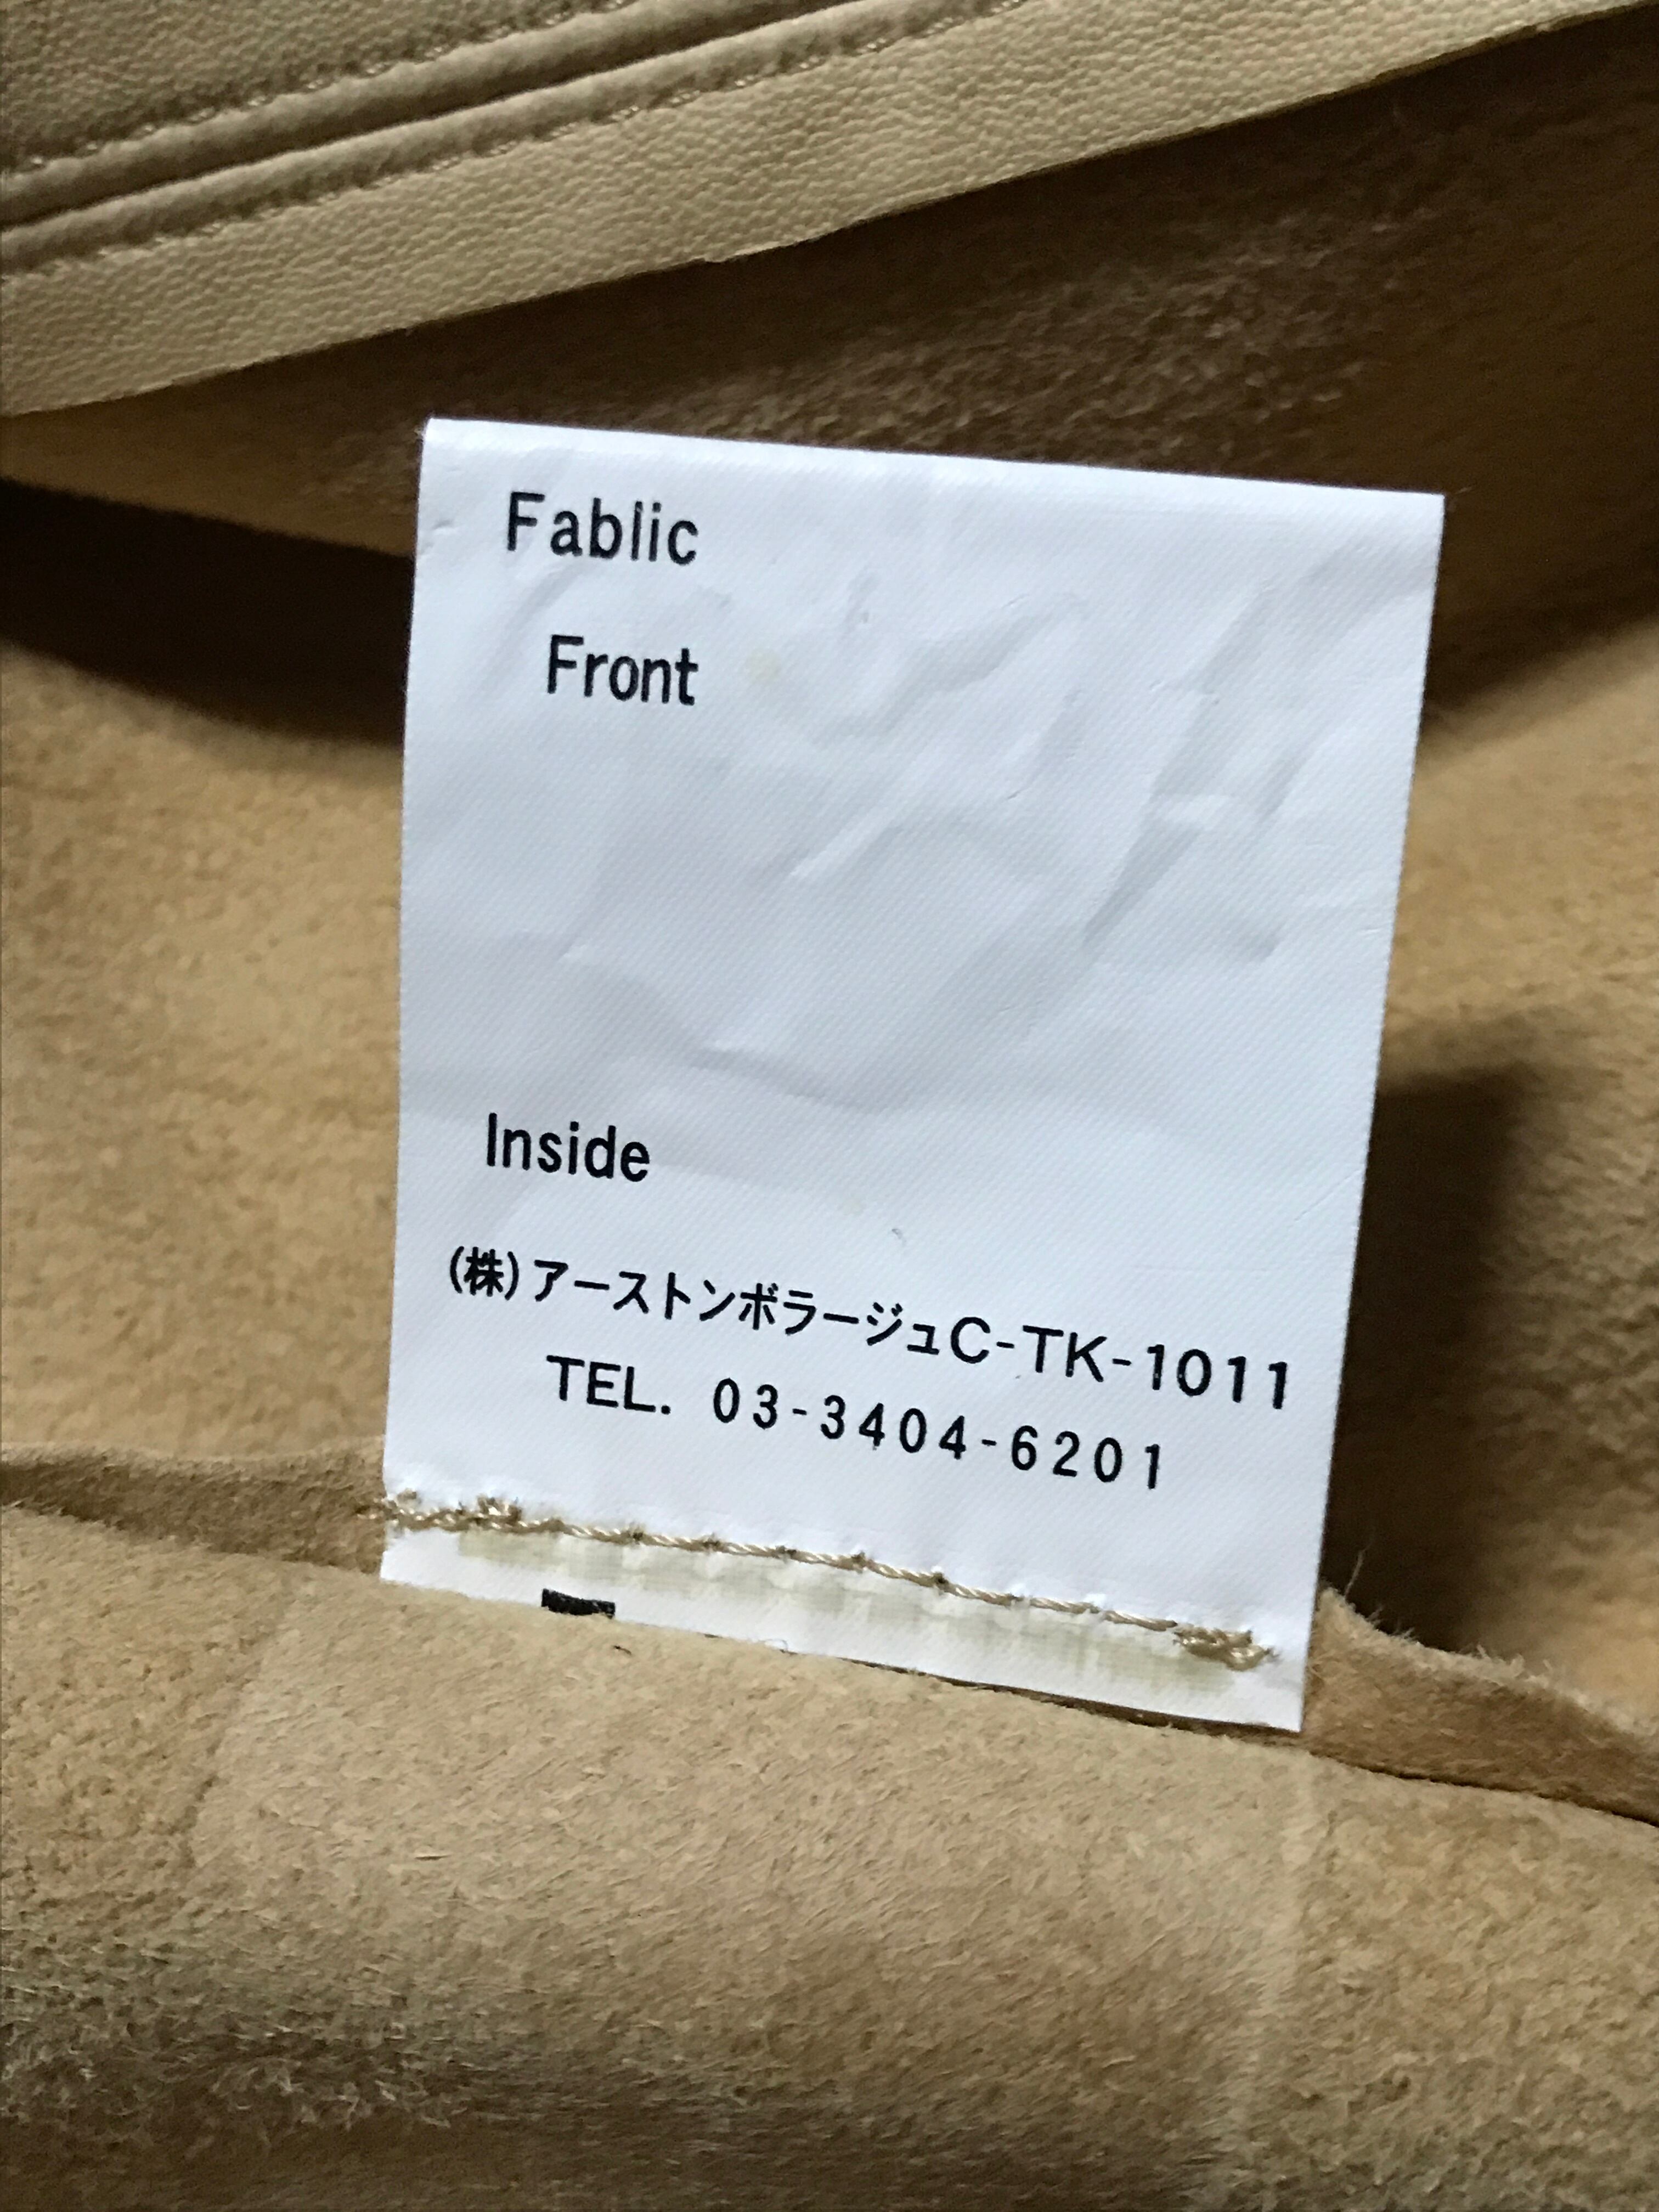 Fablic
Front
Inside
(株)アーストンボラージュC-TK-1011
TEL. 03-3404-6201